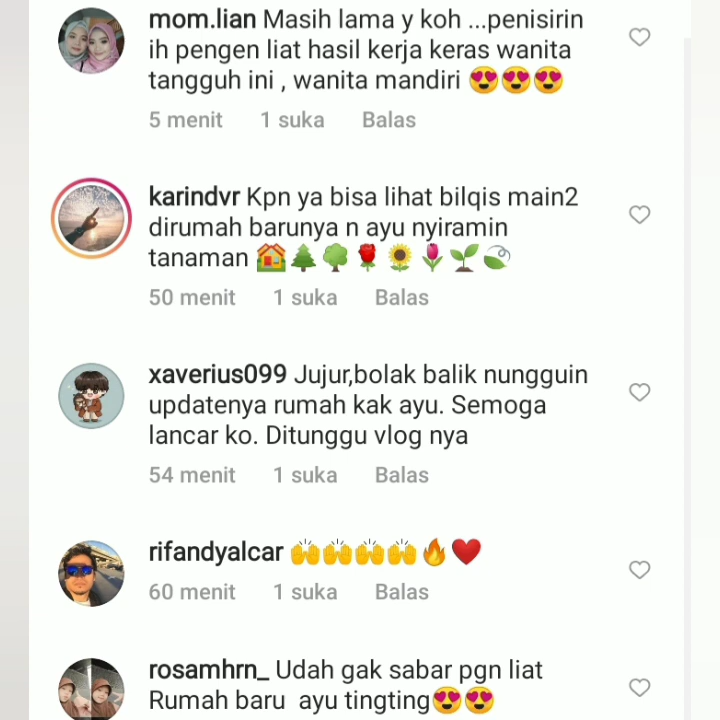 mom.lian Masih lama y koh ...penisirin
ih pengen liat hasil kerja keras wanita
tangguh ini , wanita mandiri 😍😍😍
5 menit 1 suka Balas
karindvr Kpn ya bisa lihat bilqis main2
dirumah barunya n ayu nyiramin
tanaman 🏠🌲🌳🌹🌻🌷🌱🍃
50 menit 1 suka Balas
xaverius099 Jujur,bolak balik nungguin
updatenya rumah kak ayu. Semoga
lancar ko. Ditunggu vlog nya
54 menit 1 suka Balas
rifandyalcar 🙌🙌🙌🙌🔥❤️
60 menit 1 suka Balas
rosamhrn_ Udah gak sabar pgn liat
Rumah baru ayu tingting😍😍